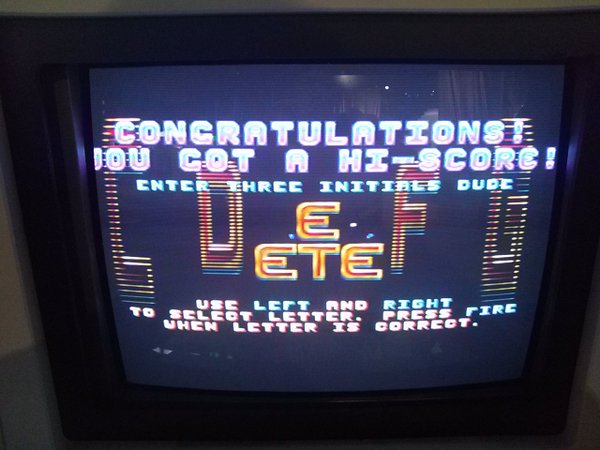 CONGRATULATIONS!
YOU GOT A HI-SCORE!
ENTER THREE INITIALS DUDE
E
ETE
USE LEFT AND RIGHT
TO SELECT LETTER. PRESS FIRE
WHEN LETTER IS CORRECT.